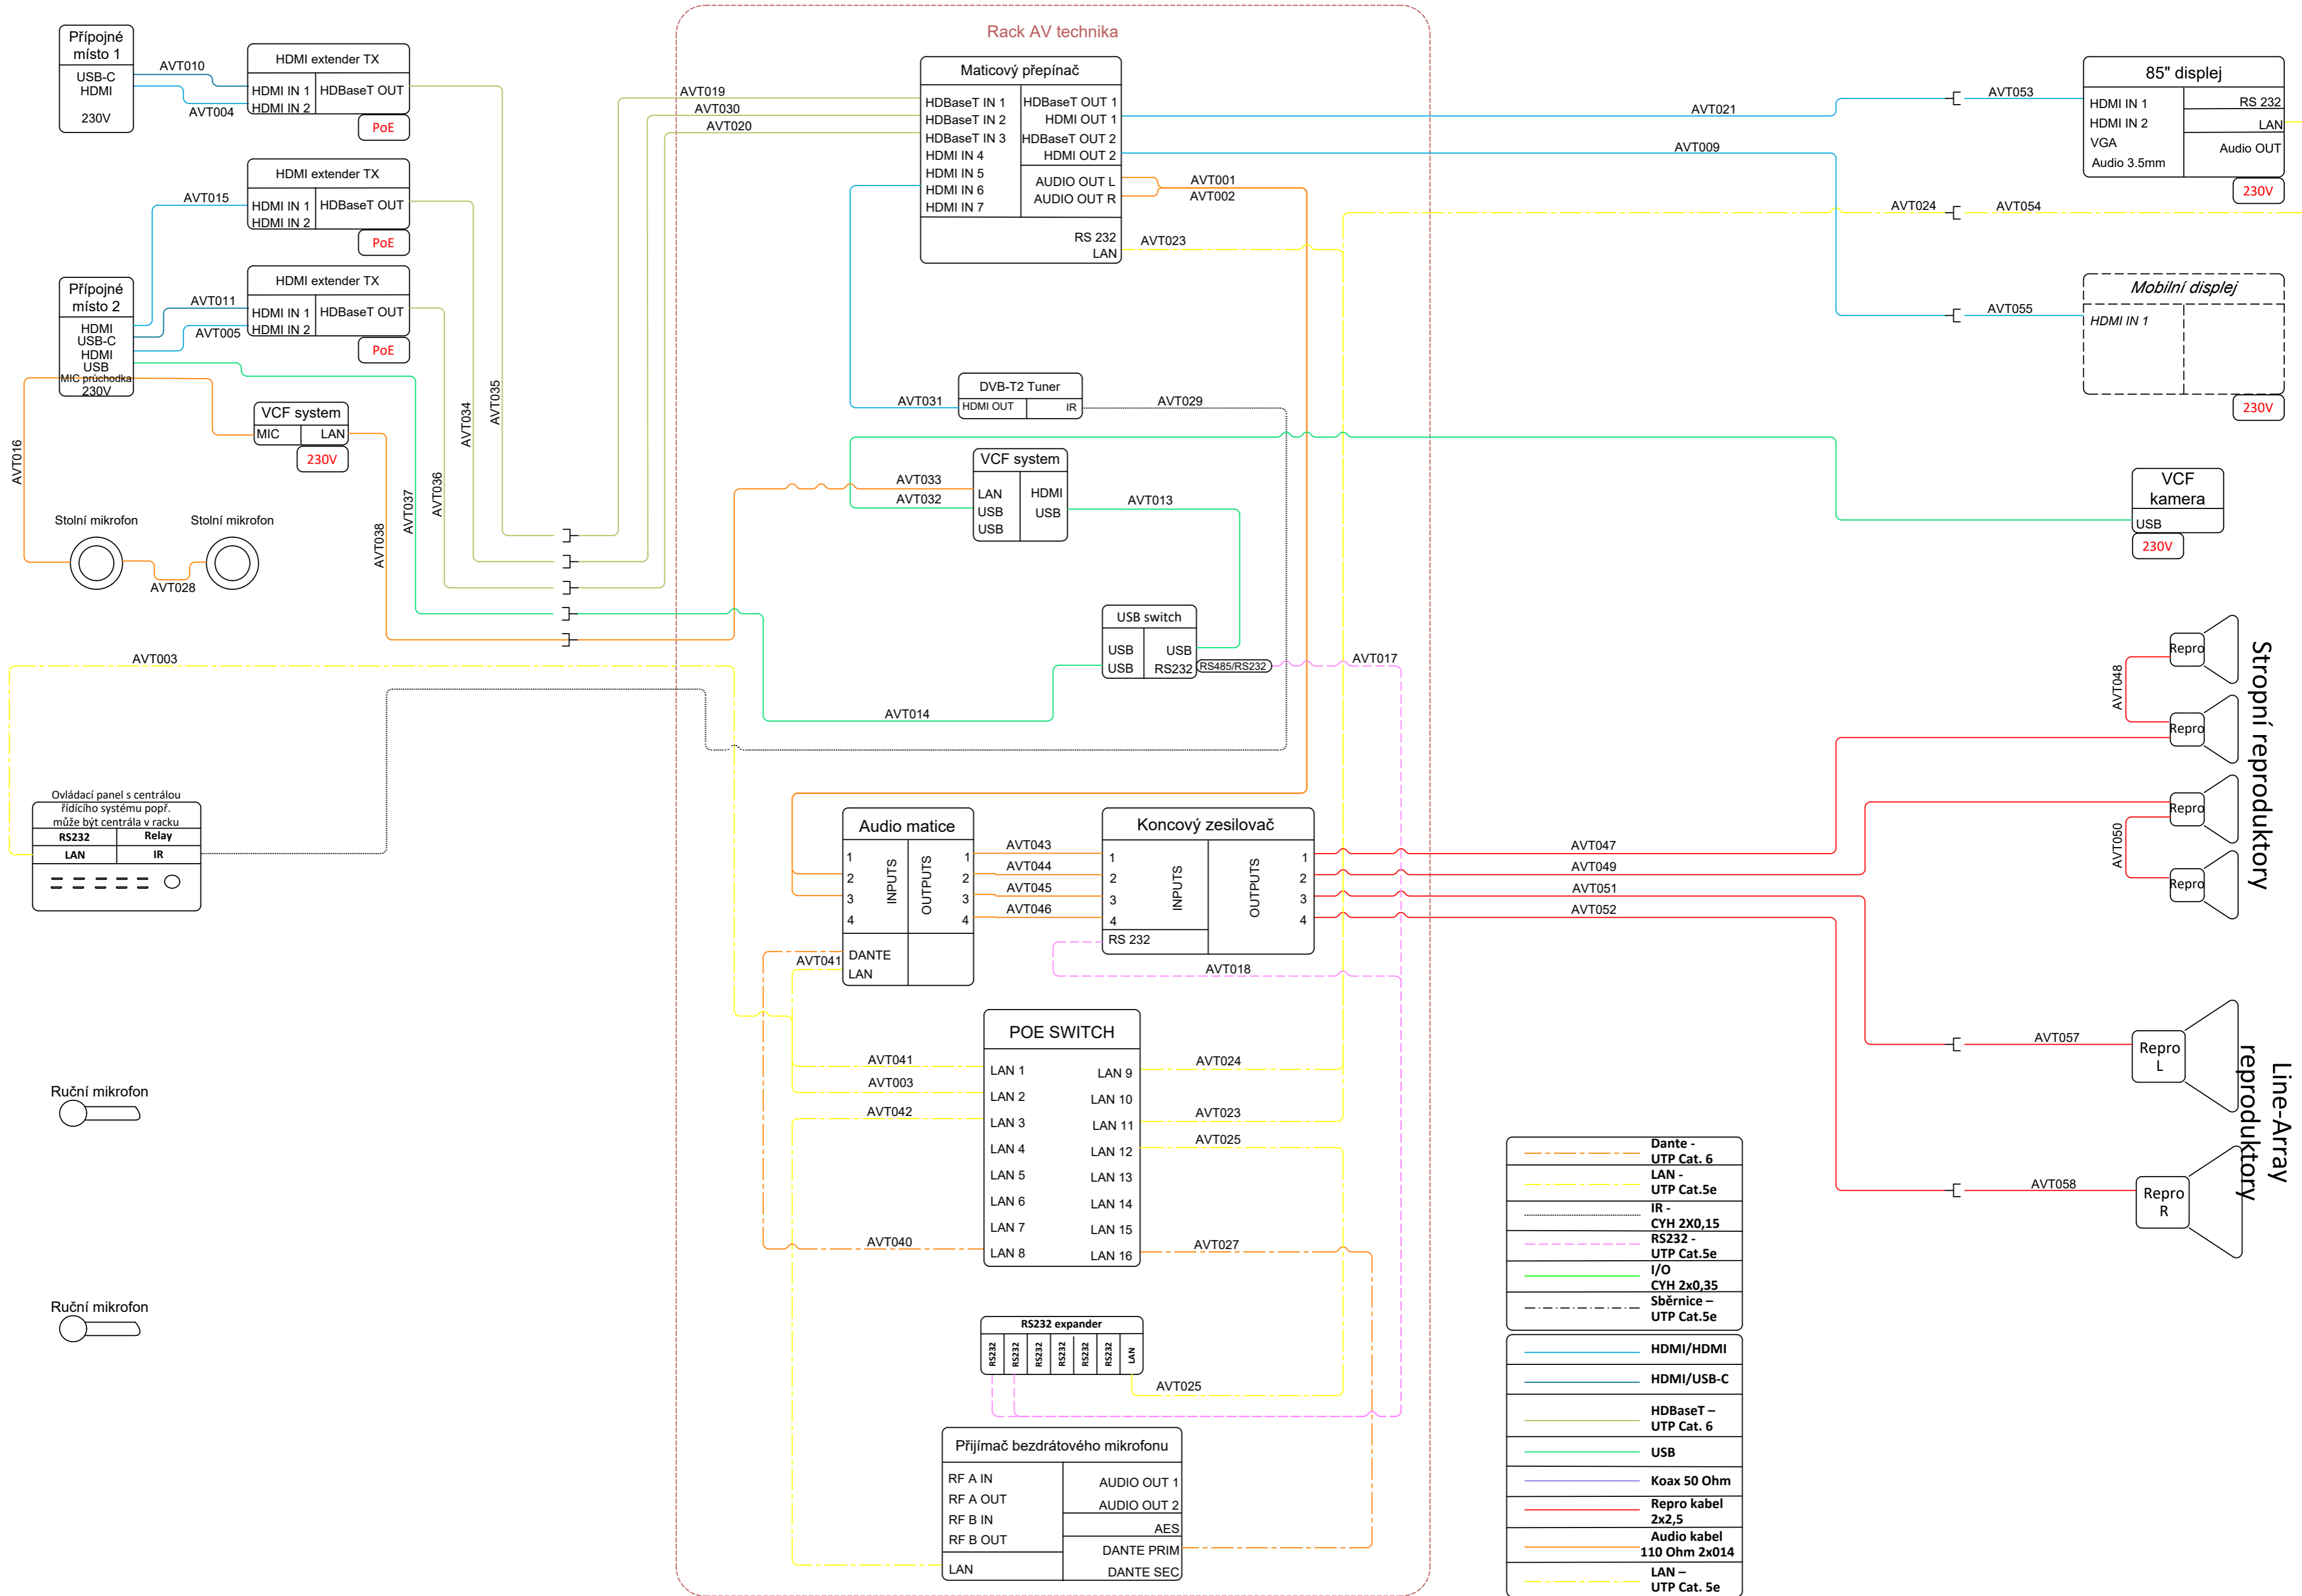 Rack AV technika
Přípojné
místo 1
USB-C
HDMI
230V
AVT010
AVT004
HDMI extender TX
HDMI IN 1
HDMI IN 2
HDBaseT OUT
PoE
HDMI extender TX
HDMI IN 1
HDMI IN 2
HDBaseT OUT
PoE
AVT015
Přípojné
místo 2
HDMI
USB-C
HDMI
USB
MIC průchodka
230V
AVT011
AVT005
HDMI extender TX
HDMI IN 1
HDMI IN 2
HDBaseT OUT
PoE
VCF system
MIC
LAN
230V
AVT016
Stolní mikrofon
Stolní mikrofon
AVT028
AVT038
AVT037
AVT036
AVT034
AVT035
AVT003
Ovládací panel s centrálou
řídícího systému popř.
může být centrála v racku
RS232
Relay
LAN
IR
Ruční mikrofon
Ruční mikrofon
AVT019
AVT030
AVT020
Maticový přepínač
HDBaseT IN 1
HDBaseT IN 2
HDBaseT IN 3
HDMI IN 4
HDMI IN 5
HDMI IN 6
HDMI IN 7
HDBaseT OUT 1
HDMI OUT 1
HDBaseT OUT 2
HDMI OUT 2
AUDIO OUT L
AUDIO OUT R
RS 232
LAN
AVT001
AVT002
AVT023
AVT021
AVT009
AVT031
DVB-T2 Tuner
HDMI OUT
IR
AVT029
VCF system
LAN
USB
USB
HDMI
USB
AVT033
AVT032
AVT013
USB switch
USB
USB
USB
RS232
RS485/RS232
AVT017
AVT014
Audio matice
1
2
3
4
INPUTS
OUTPUTS
1
2
3
4
DANTE
LAN
AVT041
AVT043
AVT044
AVT045
AVT046
Koncový zesilovač
1
2
3
4
INPUTS
OUTPUTS
1
2
3
4
RS 232
AVT018
AVT047
AVT049
AVT051
AVT052
POE SWITCH
LAN 1
LAN 2
LAN 3
LAN 4
LAN 5
LAN 6
LAN 7
LAN 8
LAN 9
LAN 10
LAN 11
LAN 12
LAN 13
LAN 14
LAN 15
LAN 16
AVT041
AVT003
AVT042
AVT040
AVT024
AVT023
AVT025
AVT027
RS232 expander
RS232
RS232
RS232
RS232
RS232
RS232
LAN
AVT025
Přijímač bezdrátového mikrofonu
RF A IN
RF A OUT
RF B IN
RF B OUT
LAN
AUDIO OUT 1
AUDIO OUT 2
AES
DANTE PRIM
DANTE SEC
AVT053
85" displej
HDMI IN 1
HDMI IN 2
VGA
Audio 3.5mm
RS 232
LAN
Audio OUT
230V
AVT024
AVT054
AVT055
Mobilní displej
HDMI IN 1
230V
VCF
kamera
USB
230V
Repro
AVT048
Repro
Repro
AVT050
Repro
Stropní reproduktory
AVT057
Repro
L
AVT058
Repro
R
Line-Array
reproduktory
Dante -
UTP Cat. 6
LAN -
UTP Cat.5e
IR -
CYH 2X0,15
RS232 -
UTP Cat.5e
I/O
CYH 2x0,35
Sběrnice –
UTP Cat.5e
HDMI/HDMI
HDMI/USB-C
HDBaseT –
UTP Cat. 6
USB
Koax 50 Ohm
Repro kabel
2x2,5
Audio kabel
110 Ohm 2x014
LAN –
UTP Cat. 5e